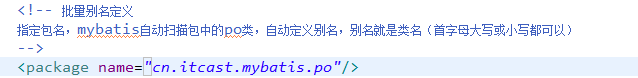 <!-- 批量别名定义
指定包名，mybatis自动扫描包中的po类，自动定义别名，别名就是类名（首字母大写或小写都可以）
-->
<package name="cn.itcast.mybatis.po"/>